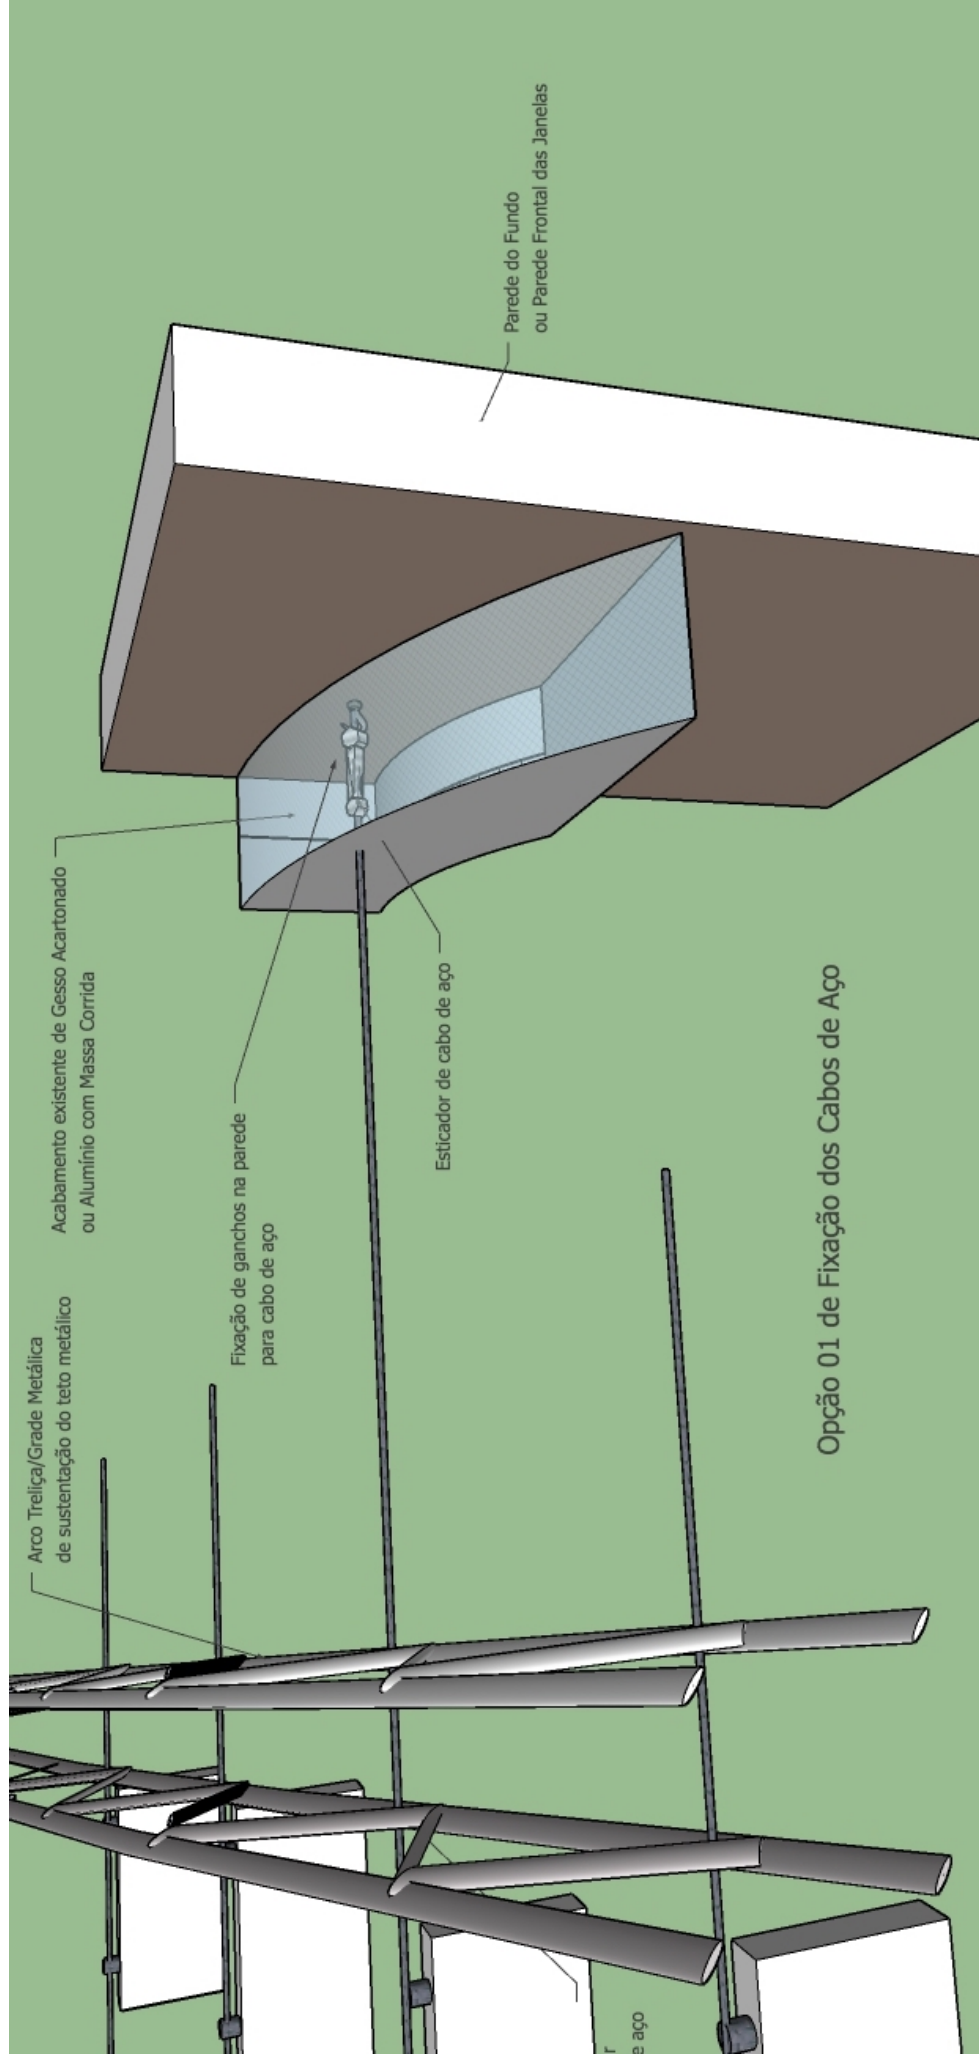 Arco Treliça/Grade Metálica
de sustentação do teto metálico
Acabamento existente de Gesso Acartonado
ou Alumínio com Massa Corrida
Fixação de ganchos na parede
para cabo de aço
Esticador de cabo de aço
Parede do Fundo
ou Parede Frontal das Janelas
r
e aço
Opção 01 de Fixação dos Cabos de Aço